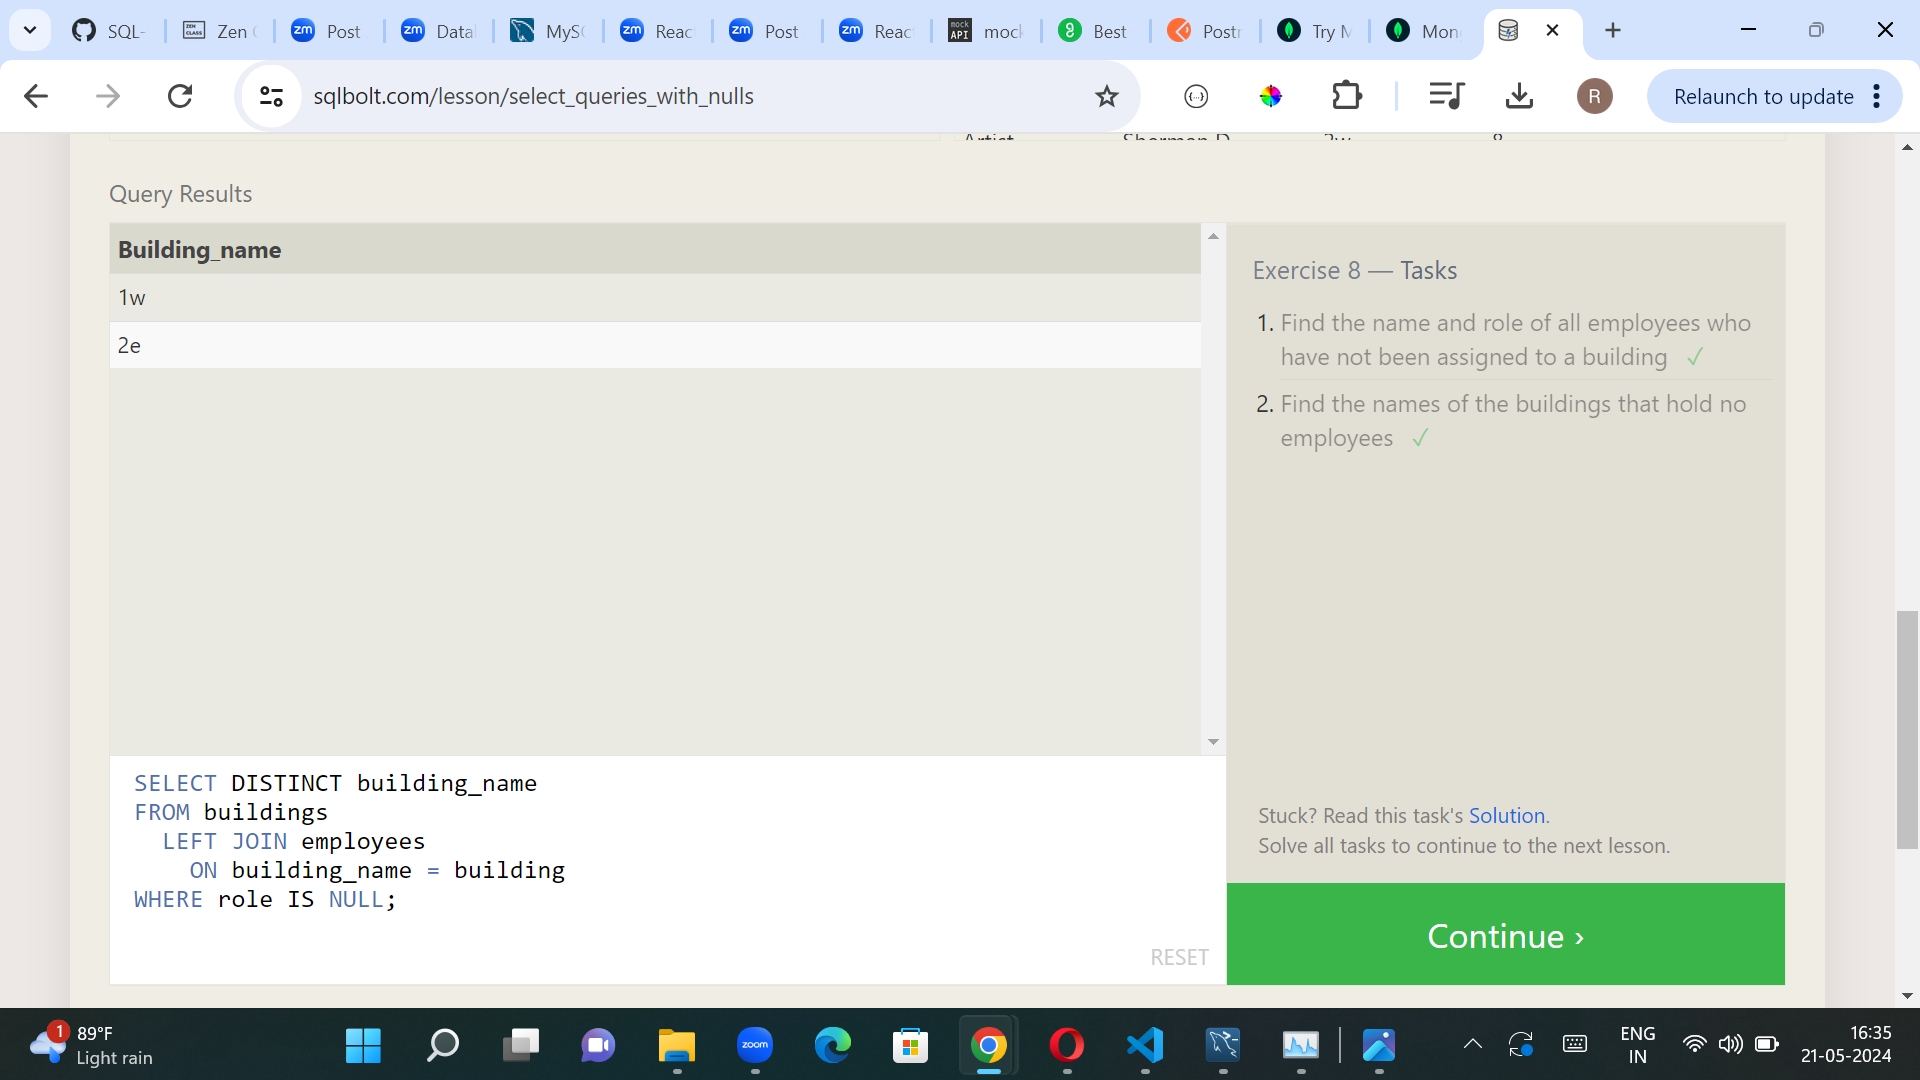 SQL-
Zen
Post
Data
MyS
Reac
Post
Reac
mock
Best
Post
Try M
Mon
sqlbolt.com/lesson/select_queries_with_nulls
R
Relaunch to update
Query Results
Building_name
1w
2e
Exercise 8 — Tasks
1. Find the name and role of all employees who
have not been assigned to a building ✓
2. Find the names of the buildings that hold no
employees ✓
SELECT DISTINCT building_name
FROM buildings
LEFT JOIN employees
ON building_name = building
WHERE role IS NULL;
RESET
Stuck? Read this task's Solution.
Solve all tasks to continue to the next lesson.
Continue ›
1
89°F
Light rain
zoom
ENG
IN
16:35
21-05-2024